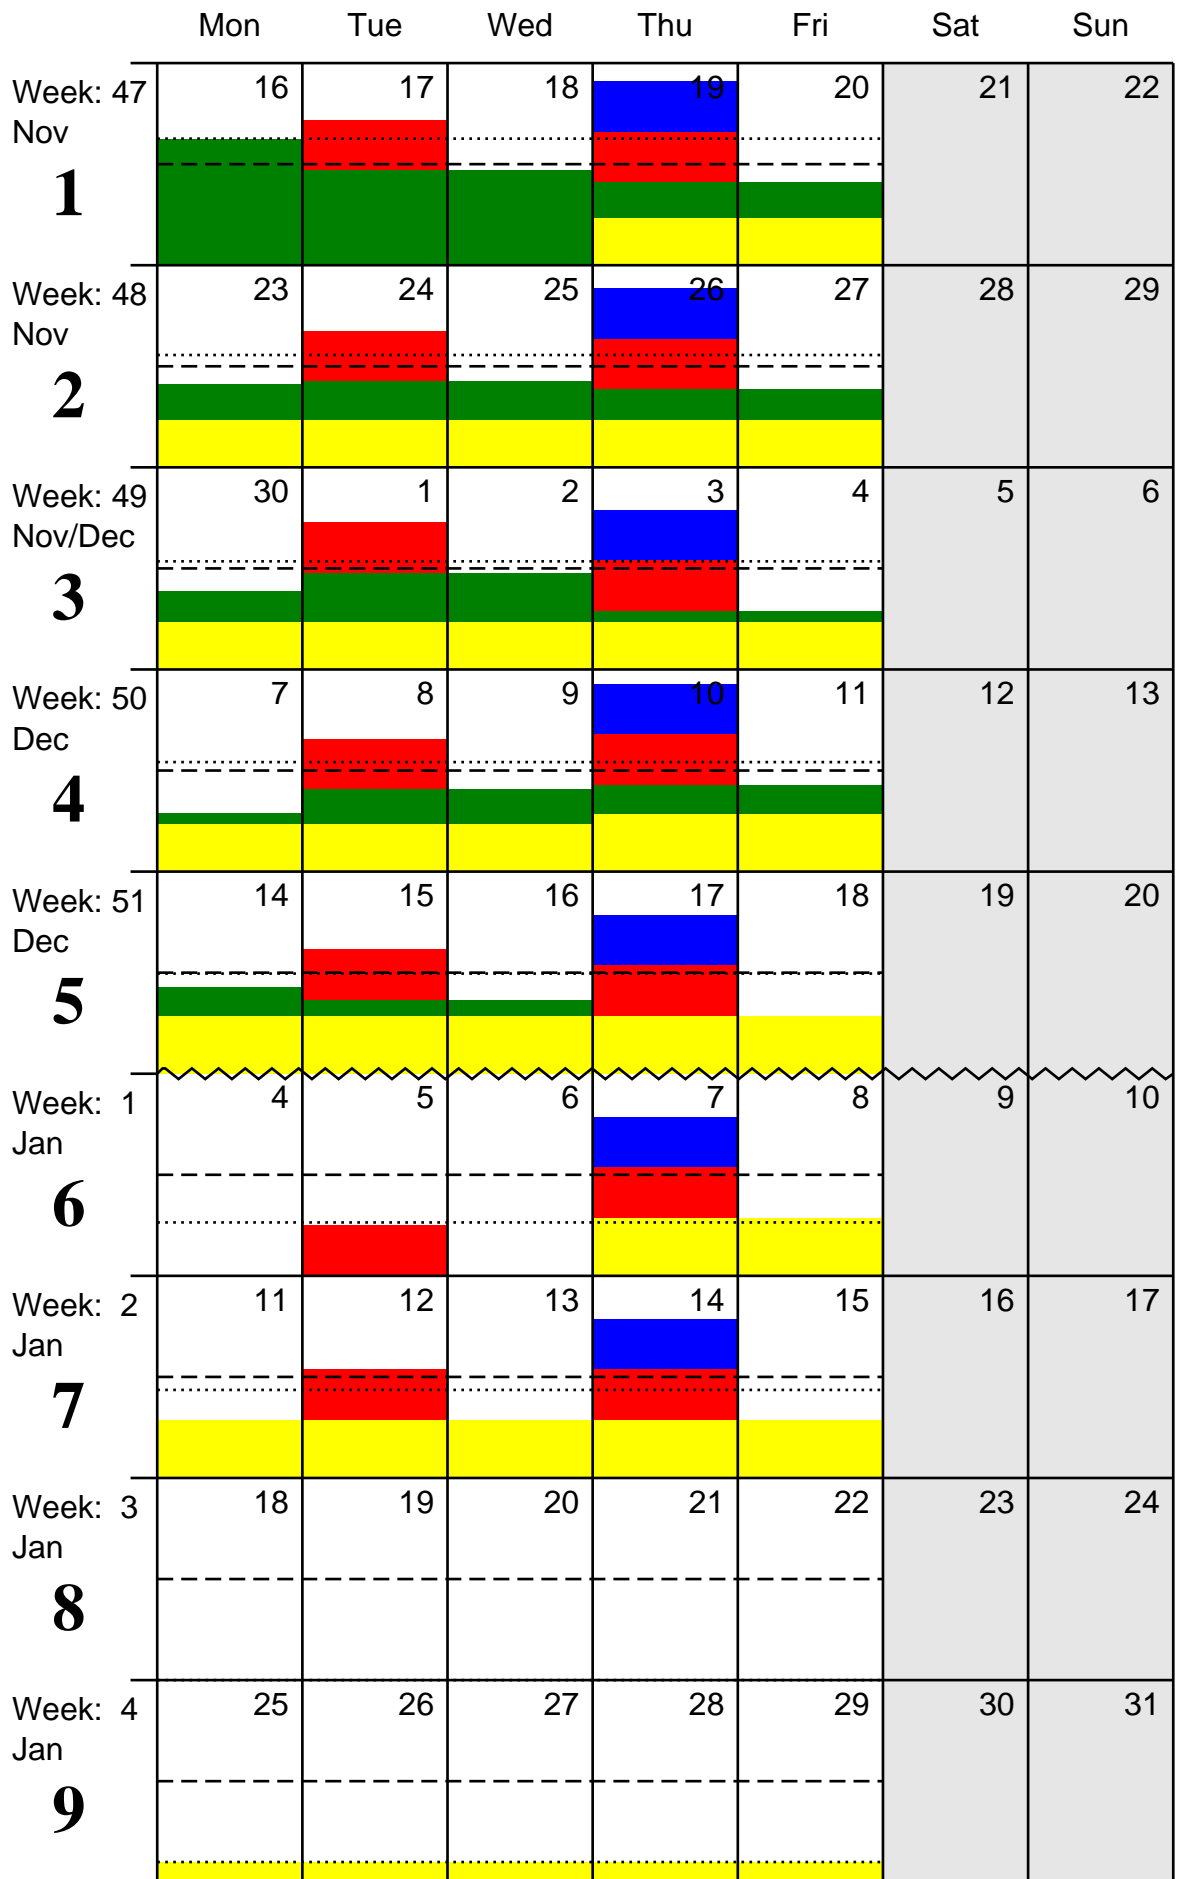 Mon Tue Wed Thu Fri Sat Sun
Week: 47 16 17 18 19 20 21 22
Nov
1
Week: 48 23 24 25 26 27 28 29
Nov
2
Week: 49 30 1 2 3 4 5 6
Nov/Dec
3
Week: 50 7 8 9 10 11 12 13
Dec
4
Week: 51 14 15 16 17 18 19 20
Dec
5
Week: 1 4 5 6 7 8 9 10
Jan
6
Week: 2 11 12 13 14 15 16 17
Jan
7
Week: 3 18 19 20 21 22 23 24
Jan
8
Week: 4 25 26 27 28 29 30 31
Jan
9